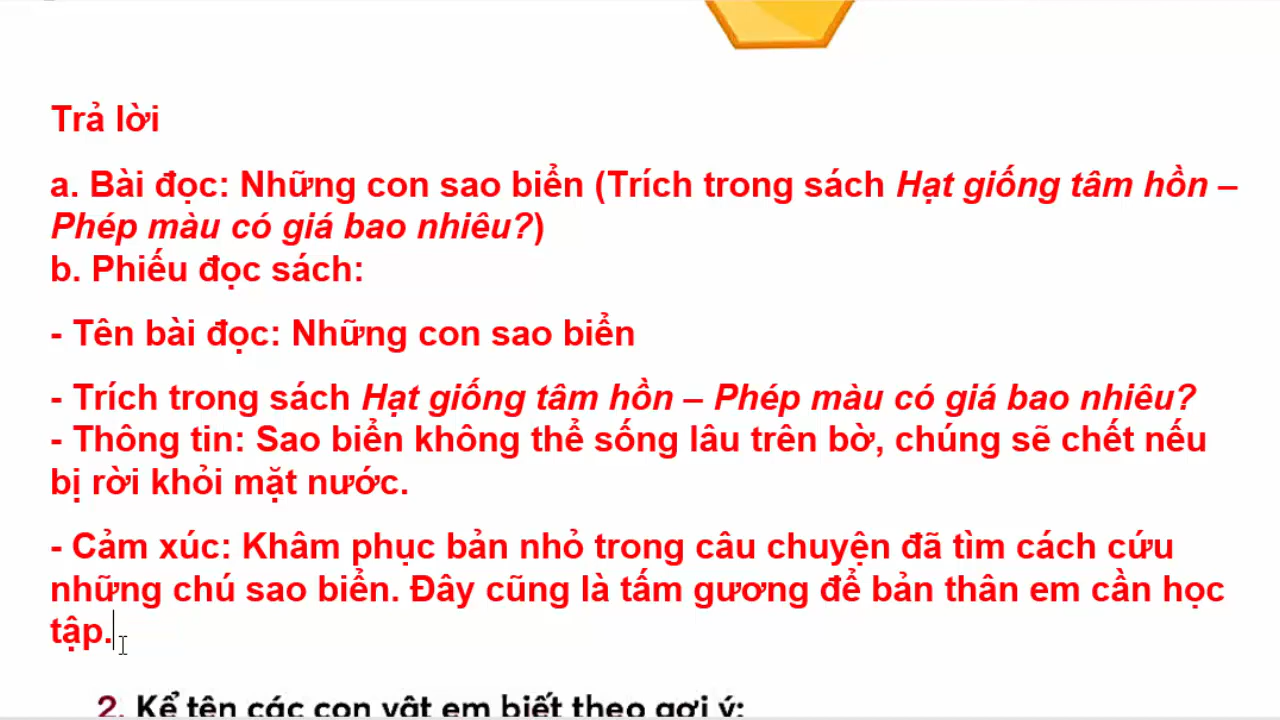 Trả lời
a. Bài đọc: Những con sao biển (Trích trong sách Hạt giống tâm hồn –
Phép màu có giá bao nhiêu?)
b. Phiếu đọc sách:
- Tên bài đọc: Những con sao biển
- Trích trong sách Hạt giống tâm hồn – Phép màu có giá bao nhiêu?
- Thông tin: Sao biển không thể sống lâu trên bờ, chúng sẽ chết nếu
bị rời khỏi mặt nước.
- Cảm xúc: Khâm phục bản nhỏ trong câu chuyện đã tìm cách cứu
những chú sao biển. Đây cũng là tấm gương để bản thân em cần học
tập.
2. Kể tên các con vật em biết theo gợi ý: